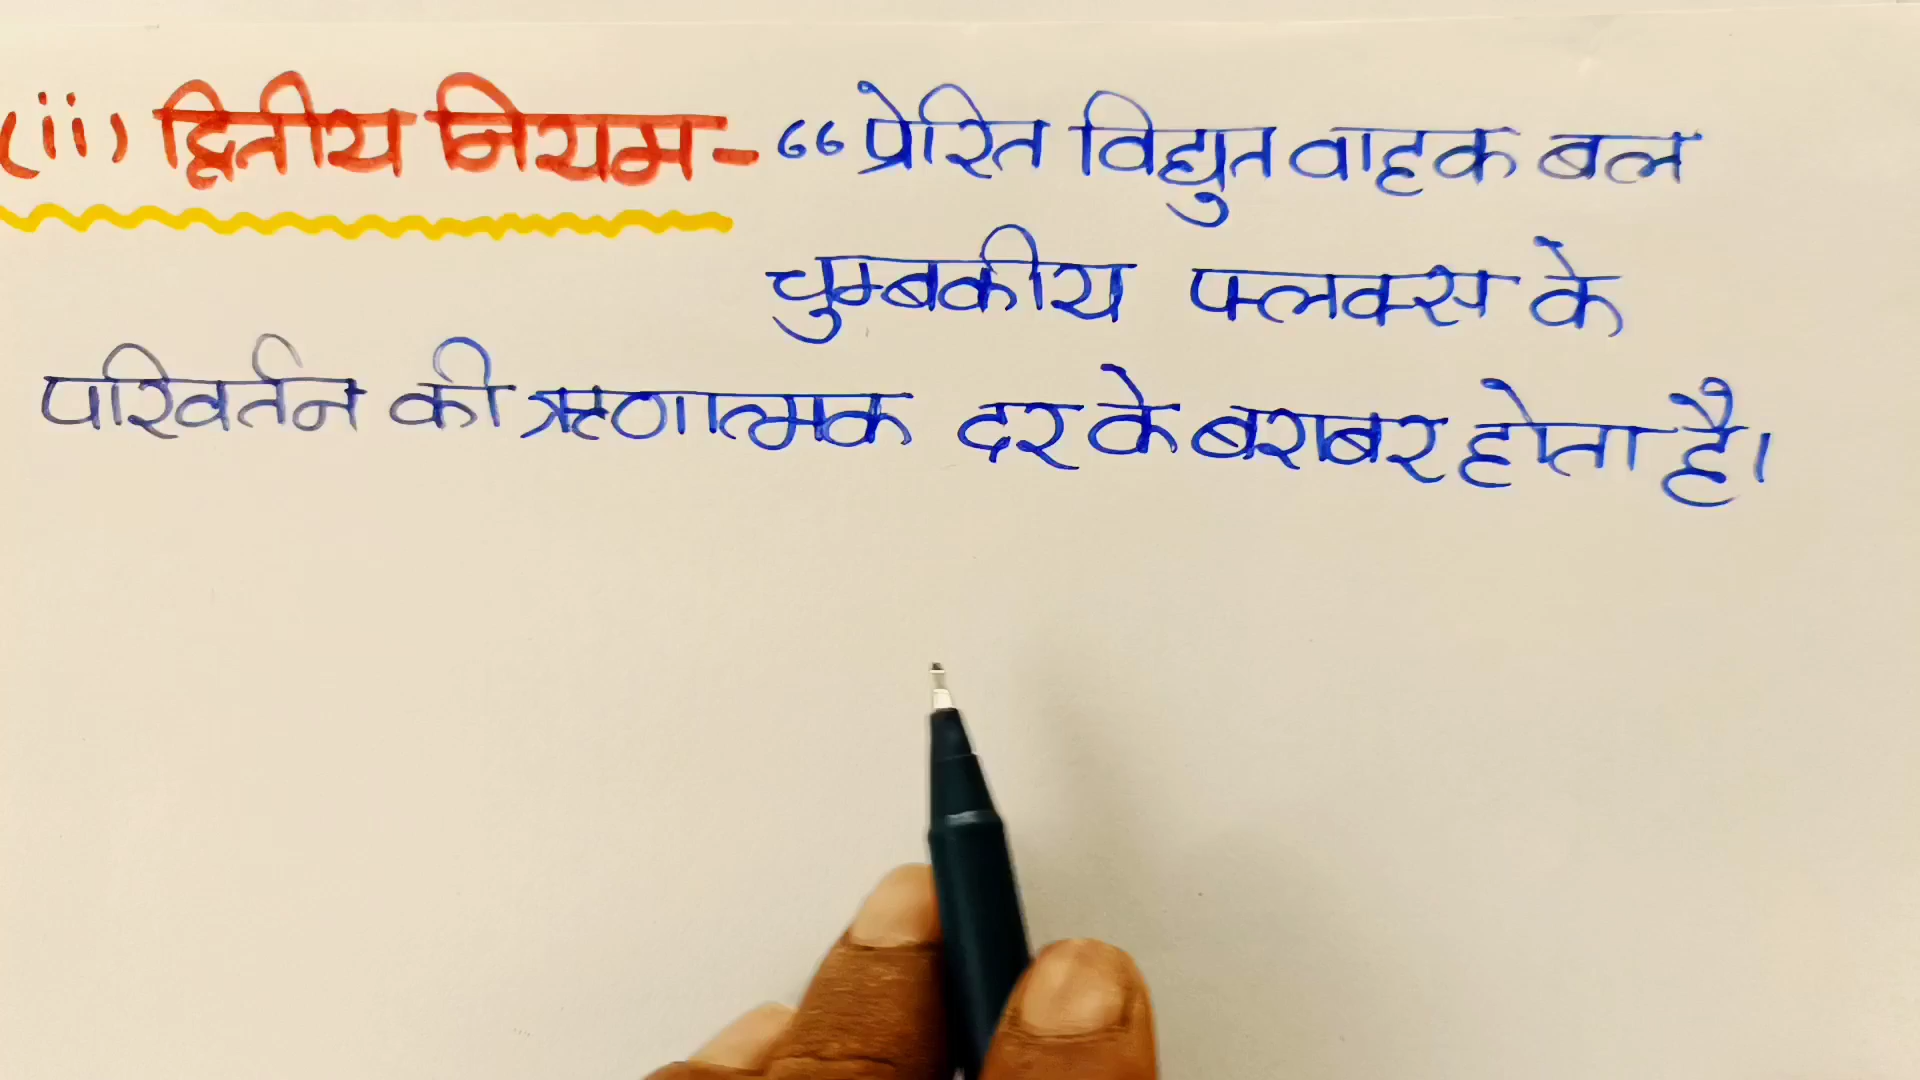 (ii) द्वितीय नियम- “प्रेरित विद्युत वाहक बल
चुम्बकीय फ्लक्स के
परिवर्तन की ऋणात्मक दर के बराबर होता है।